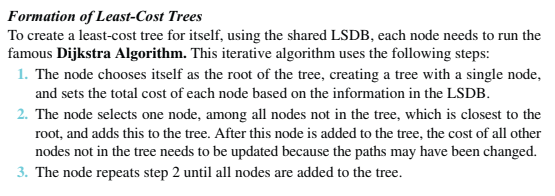 Formation of Least-Cost Trees
To create a least-cost tree for itself, using the shared LSDB, each node needs to run the
famous Dijkstra Algorithm. This iterative algorithm uses the following steps:
1. The node chooses itself as the root of the tree, creating a tree with a single node,
and sets the total cost of each node based on the information in the LSDB.
2. The node selects one node, among all nodes not in the tree, which is closest to the
root, and adds this to the tree. After this node is added to the tree, the cost of all other
nodes not in the tree needs to be updated because the paths may have been changed.
3. The node repeats step 2 until all nodes are added to the tree.